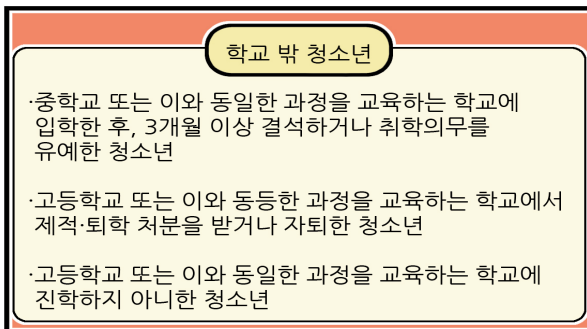 학교 밖 청소년
·중학교 또는 이와 동일한 과정을 교육하는 학교에
입학한 후, 3개월 이상 결석하거나 취학의무를
유예한 청소년
·고등학교 또는 이와 동등한 과정을 교육하는 학교에서
제적·퇴학 처분을 받거나 자퇴한 청소년
·고등학교 또는 이와 동일한 과정을 교육하는 학교에
진학하지 아니한 청소년